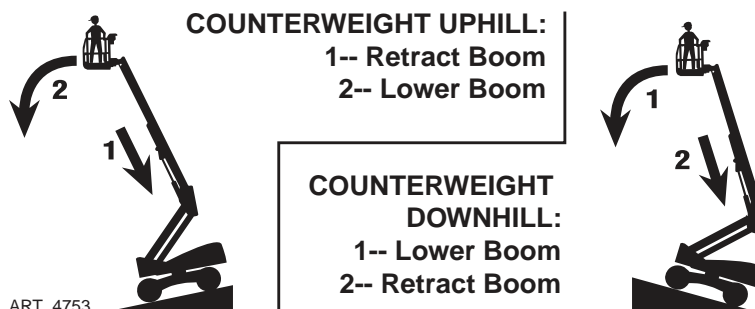 COUNTERWEIGHT UPHILL:
1-- Retract Boom
2-- Lower Boom
2
1
COUNTERWEIGHT
DOWNHILL:
1-- Lower Boom
2-- Retract Boom
1
2
ART_4753